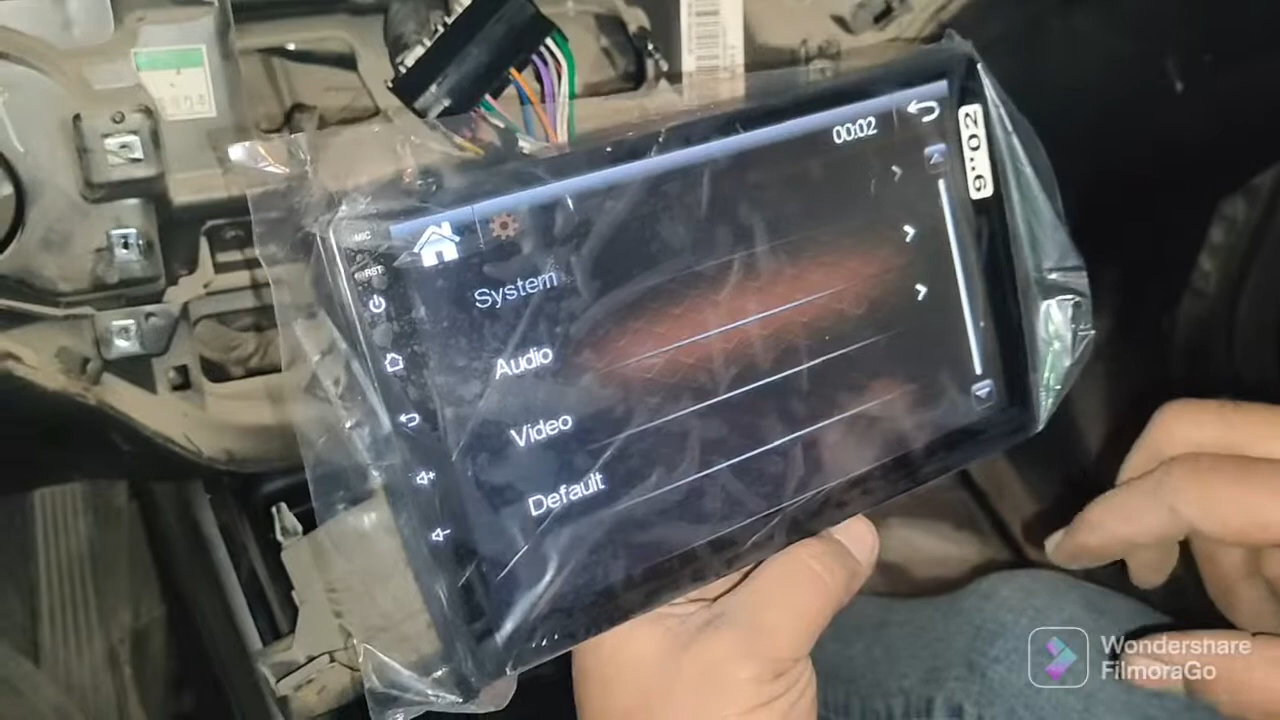 00:02
9''02
MIC
RST
System
Audio
Video
Default
Wondershare
FilmoraGo